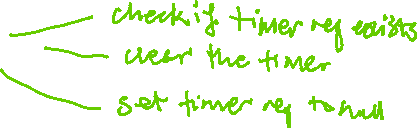 check if timer ref exists
clear the timer
set timer ref to null